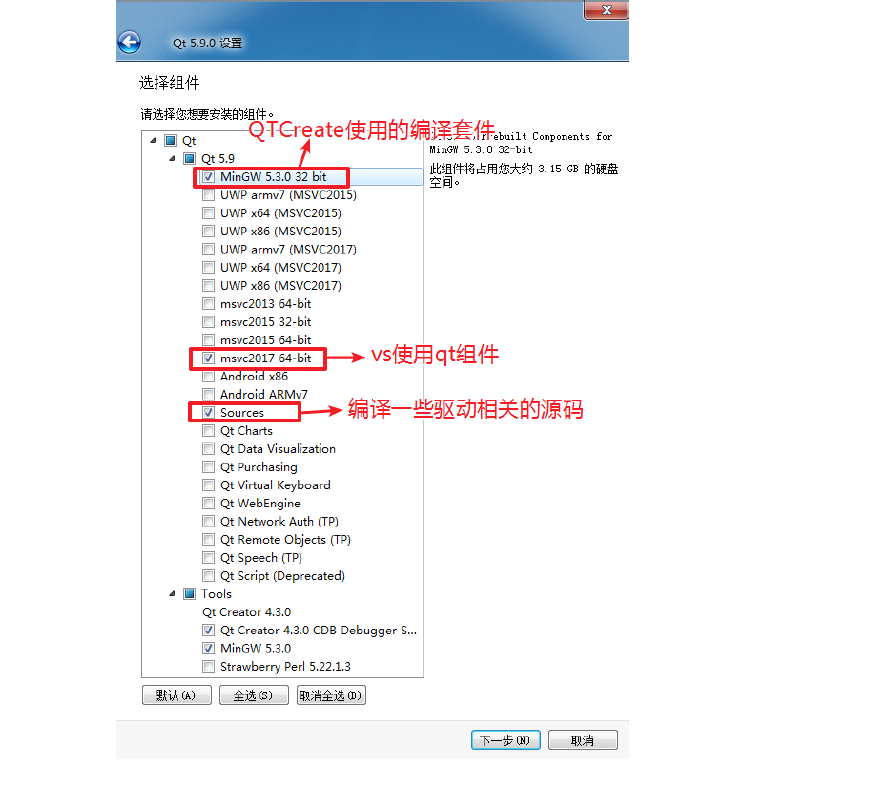 Qt 5.9.0 设置
选择组件
请选择您想要安装的组件。
QTCreate使用的编译套件
Qt
Qt 5.9
MinGW 5.3.0 32 bit
UWP armv7 (MSVC2015)
UWP x64 (MSVC2015)
UWP x86 (MSVC2015)
UWP armv7 (MSVC2017)
UWP x64 (MSVC2017)
UWP x86 (MSVC2017)
msvc2013 64-bit
msvc2015 32-bit
msvc2015 64-bit
msvc2017 64-bit
vs使用qt组件
Android x86
Android ARMv7
Sources
编译一些驱动相关的源码
Qt Charts
Qt Data Visualization
Qt Purchasing
Qt Virtual Keyboard
Qt WebEngine
Qt Network Auth (TP)
Qt Remote Objects (TP)
Qt Speech (TP)
Qt Script (Deprecated)
Tools
Qt Creator 4.3.0
Qt Creator 4.3.0 CDB Debugger S...
MinGW 5.3.0
Strawberry Perl 5.22.1.3
Components for
MinGW 5.3.0 32-bit
此组件将占用您大约 3.15 GB 的硬盘
空间。
默认(A)
全选(S)
取消全选(D)
下一步(N)
取消